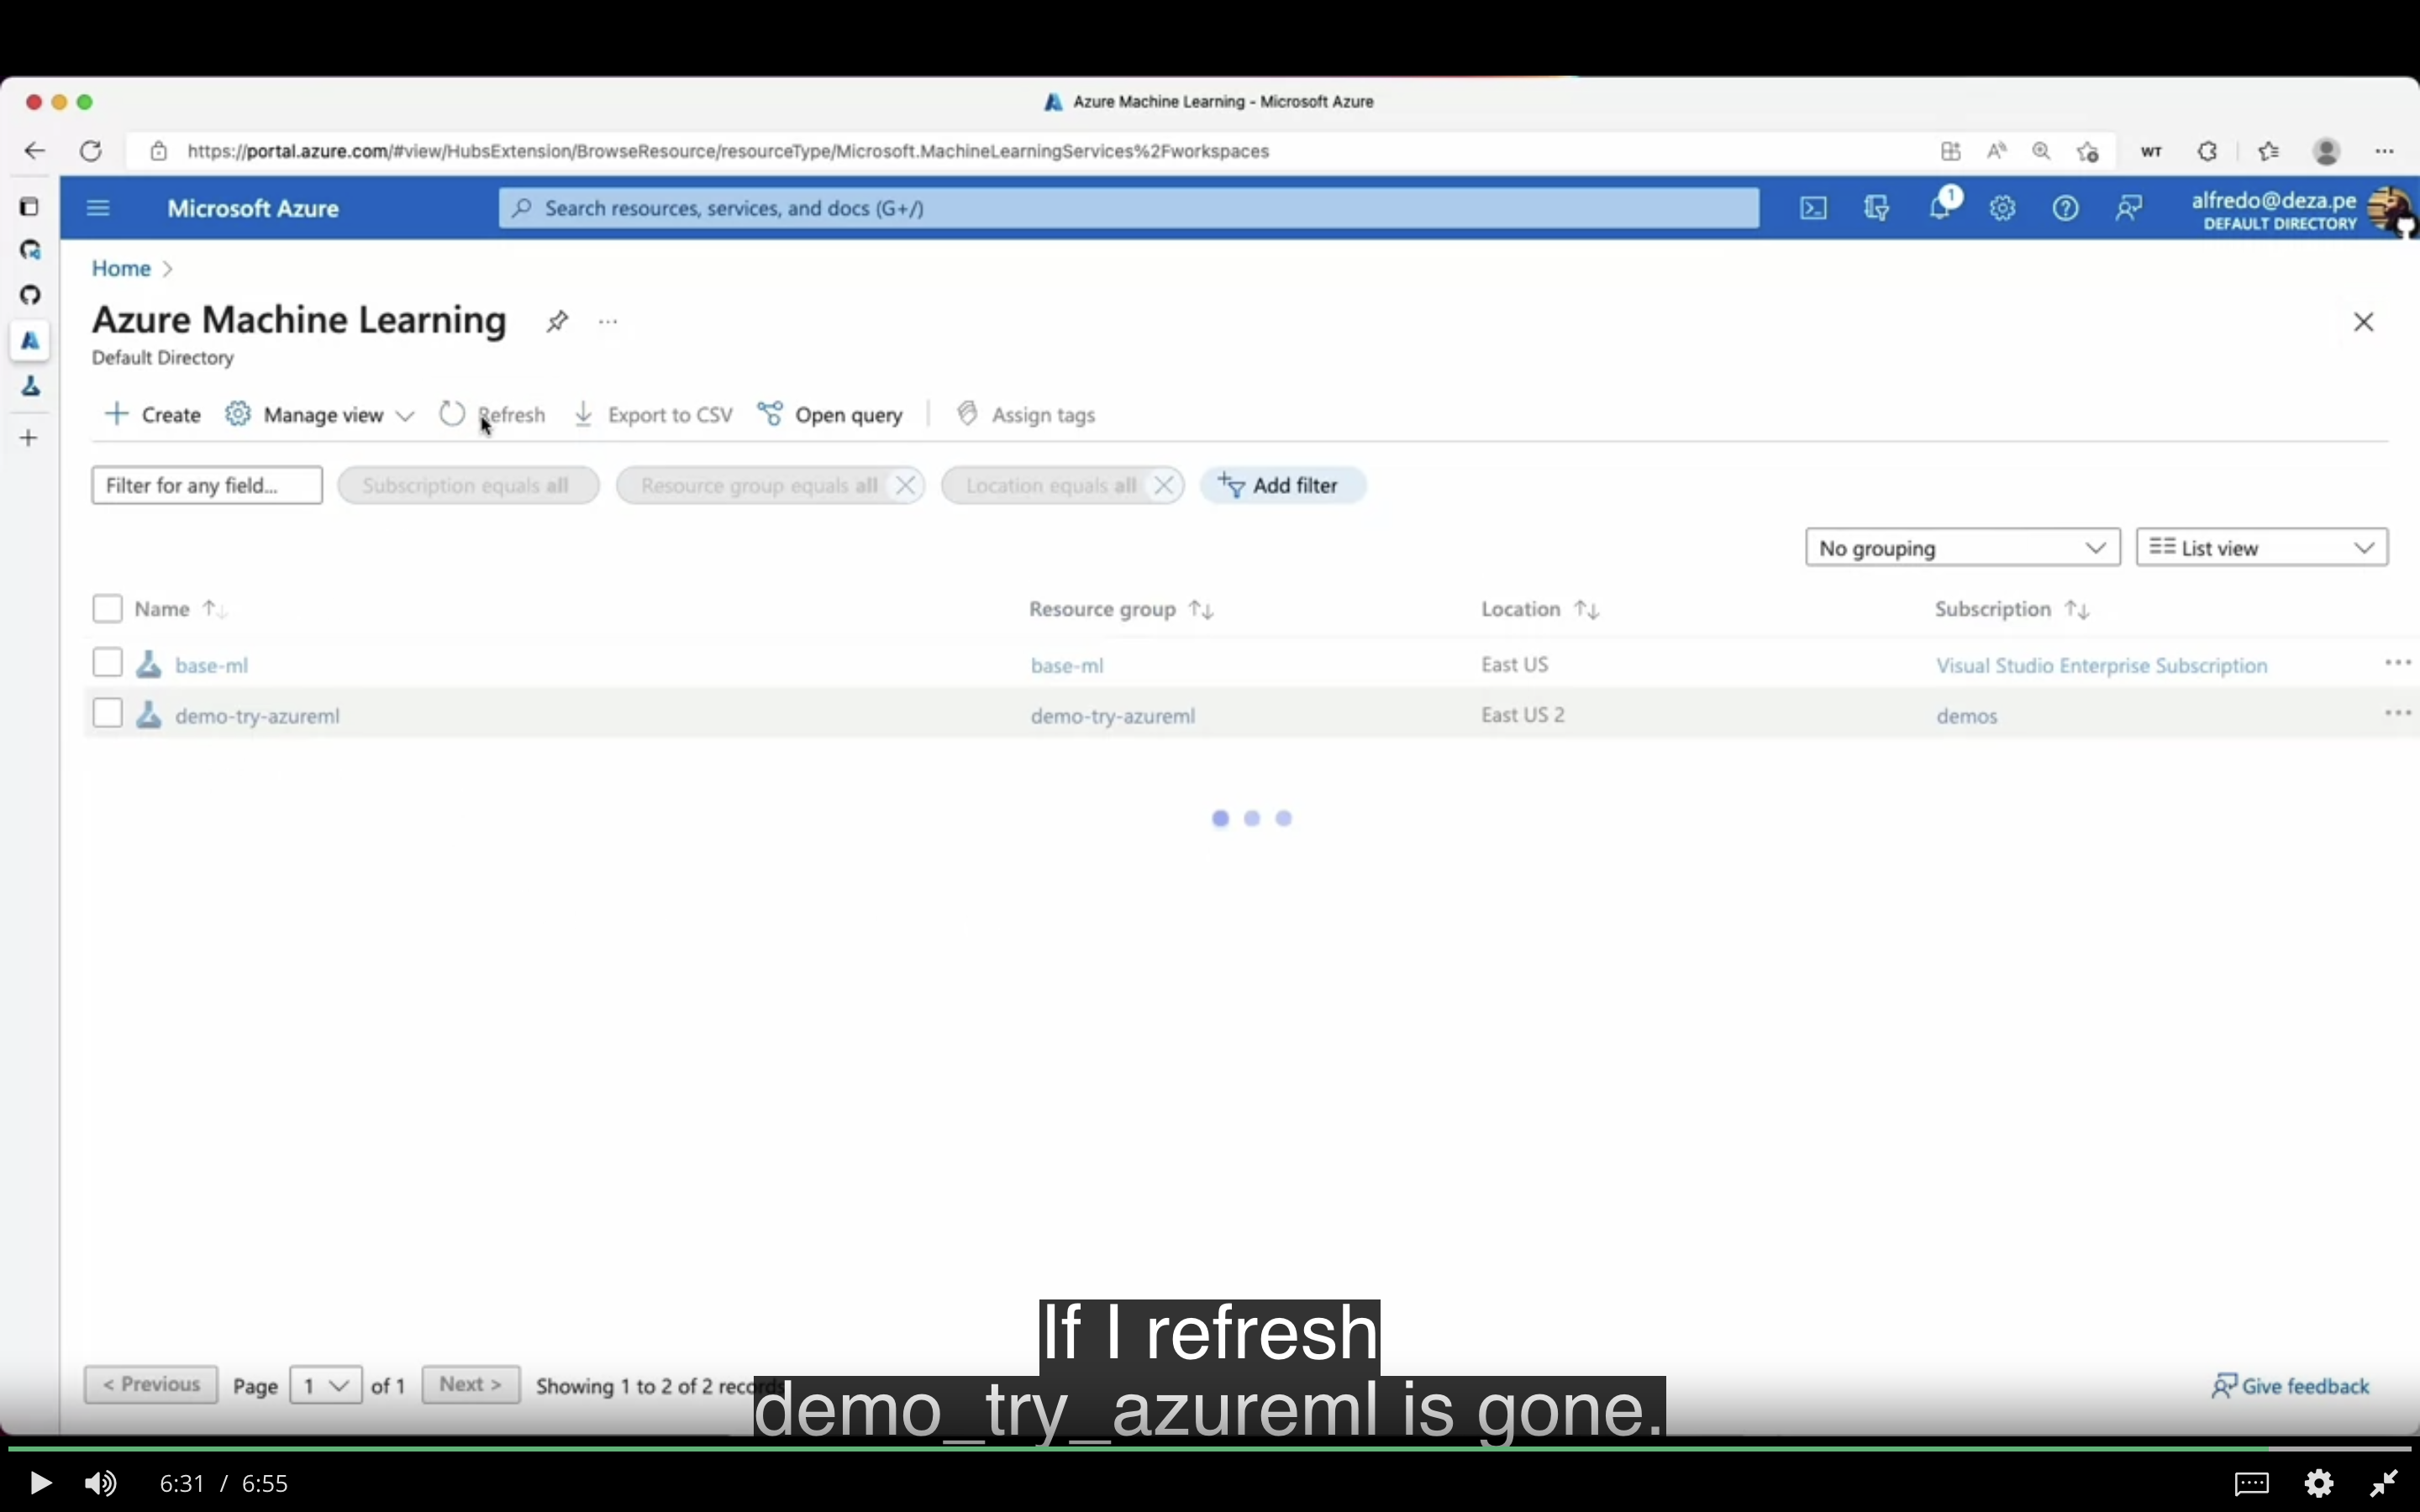 Azure Machine Learning - Microsoft Azure
https://portal.azure.com/#view/HubsExtension/BrowseResource/resourceType/Microsoft.MachineLearningServices%2Fworkspaces
WT
Microsoft Azure
Search resources, services, and docs (G+/)
1
alfredo@deza.pe
DEFAULT DIRECTORY
Home >
Azure Machine Learning
Default Directory
Create Manage view Refresh Export to CSV Open query Assign tags
Filter for any field... Subscription equals all Resource group equals all Location equals all Add filter
No grouping List view
Name Resource group Location Subscription
base-ml base-ml East US Visual Studio Enterprise Subscription
demo-try-azureml demo-try-azureml East US 2 demos
If I refresh
< Previous Page 1 of 1 Next > Showing 1 to 2 of 2 records Give feedback
demo_try_azureml is gone.
6:31 / 6:55